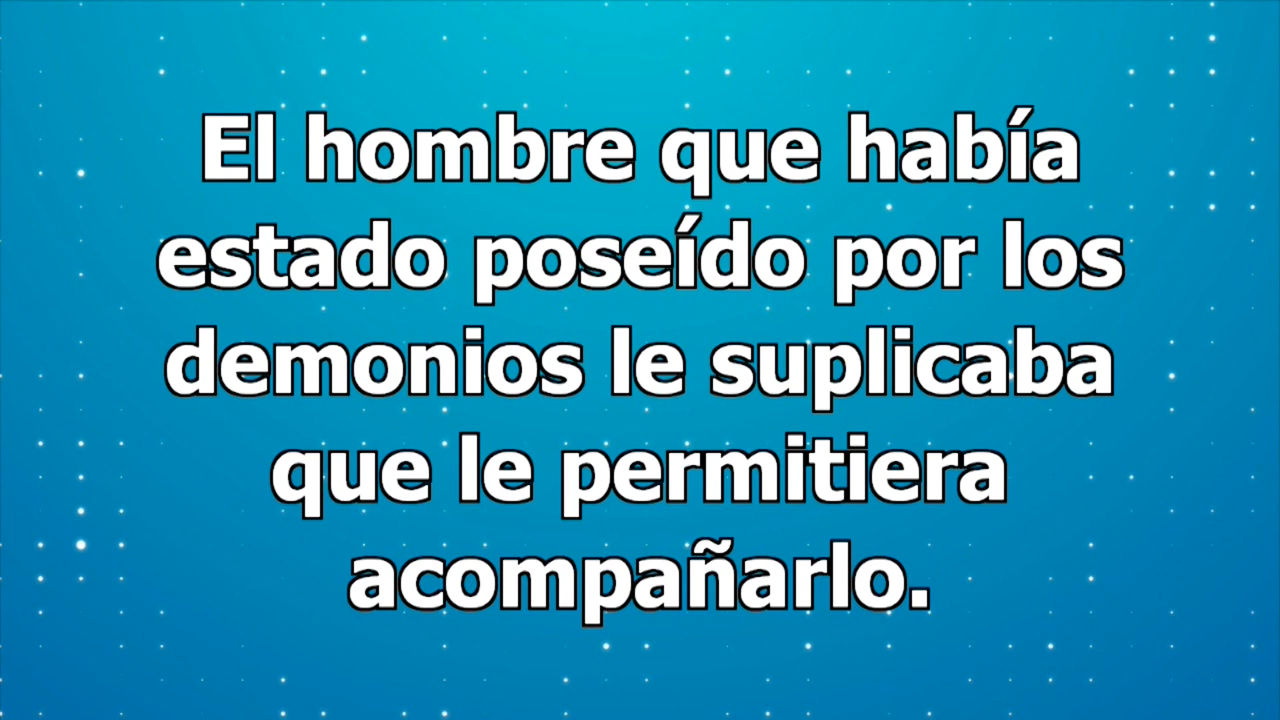 El hombre que había
estado poseído por los
demonios le suplicaba
que le permitiera
acompañarlo.